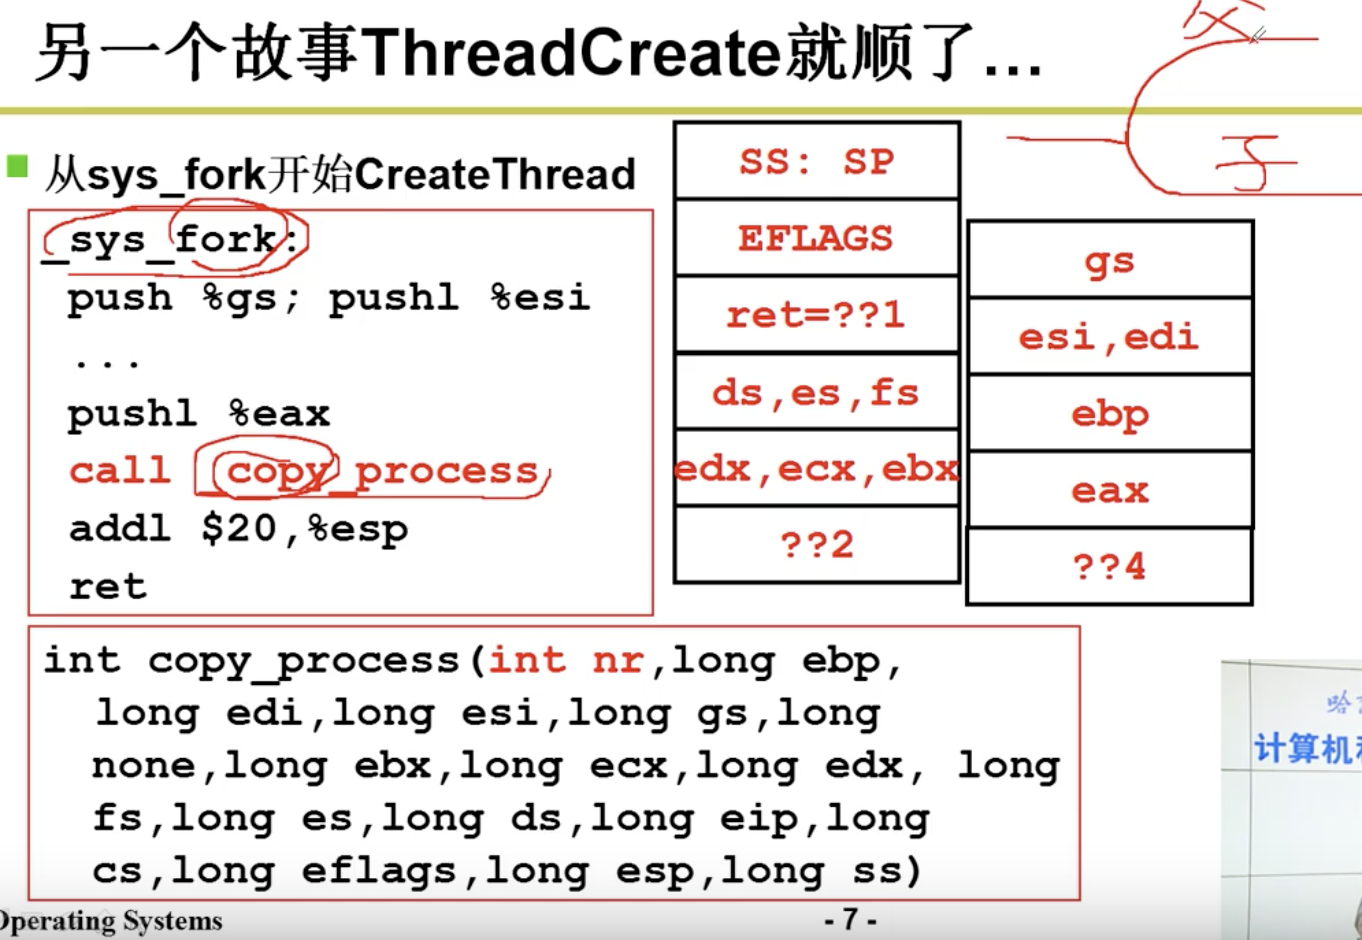 另一个故事ThreadCreate就顺了...
父
子
从sys_fork开始CreateThread
_sys_fork:
push %gs; pushl %esi
...
pushl %eax
call _copy_process
addl $20,%esp
ret
SS: SP
EFLAGS
ret=??1
ds,es,fs
edx,ecx,ebx
??2
gs
esi,edi
ebp
eax
??4
int copy_process(int nr,long ebp,
long edi,long esi,long gs,long
none,long ebx,long ecx,long edx, long
fs,long es,long ds,long eip,long
cs,long eflags,long esp,long ss)
计算机
Operating Systems
- 7 -